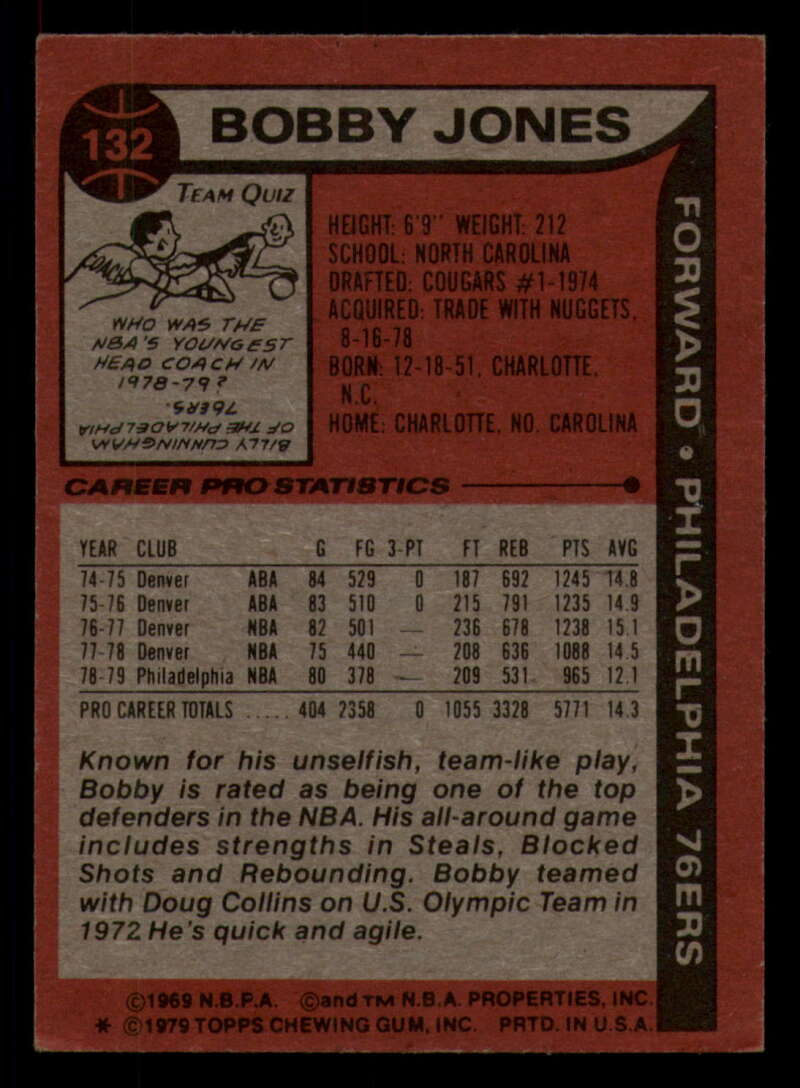 132
BOBBY JONES
TEAM QUIZ
WHO WAS THE
NBA'S YOUNGEST
HEAD COACH IN
1978-79?
BILLY CUNNINGHAM
OF THE PHILADELPHIA
76ERS.
HEIGHT: 6'9" WEIGHT: 212
SCHOOL: NORTH CAROLINA
DRAFTED: COUGARS #1-1974
ACQUIRED: TRADE WITH NUGGETS,
8-16-78
BORN: 12-18-51, CHARLOTTE,
N.C.
HOME: CHARLOTTE, NO. CAROLINA
FORWARD • PHILADELPHIA 76ERS
CAREER PRO STATISTICS
YEAR CLUB G FG 3-PT FT REB PTS AVG
74-75 Denver ABA 84 529 0 187 692 1245 14.8
75-76 Denver ABA 83 510 0 215 791 1235 14.9
76-77 Denver NBA 82 501 — 236 678 1238 15.1
77-78 Denver NBA 75 440 — 208 636 1088 14.5
78-79 Philadelphia NBA 80 378 — 209 531 965 12.1
PRO CAREER TOTALS ..... 404 2358 0 1055 3328 5771 14.3
Known for his unselfish, team-like play,
Bobby is rated as being one of the top
defenders in the NBA. His all-around game
includes strengths in Steals, Blocked
Shots and Rebounding. Bobby teamed
with Doug Collins on U.S. Olympic Team in
1972 He's quick and agile.
©1969 N.B.P.A. ©and TM N.B.A. PROPERTIES, INC.
* ©1979 TOPPS CHEWING GUM, INC. PRTD. IN U.S.A.